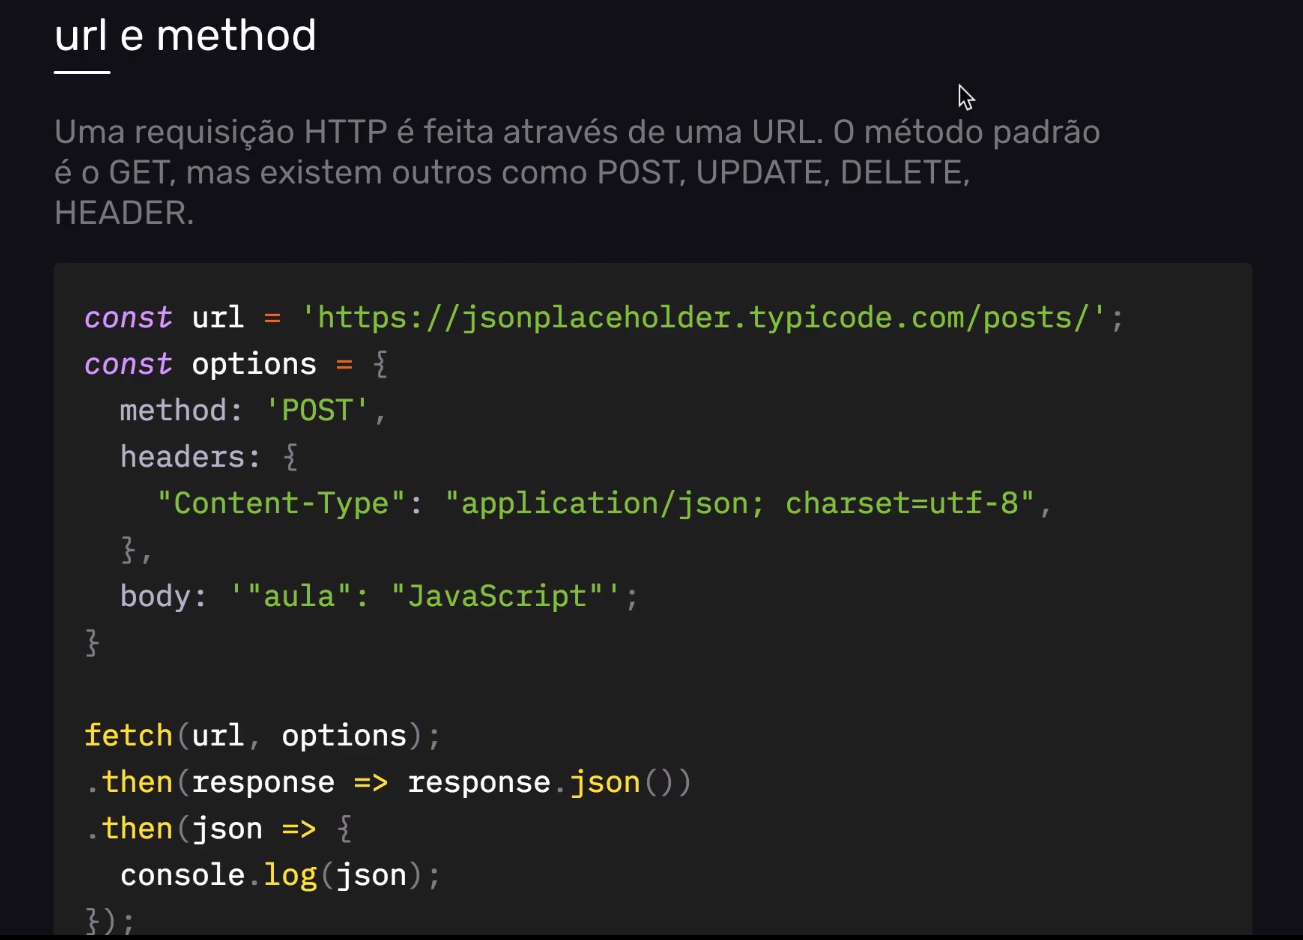 url e method
Uma requisição HTTP é feita através de uma URL. O método padrão
é o GET, mas existem outros como POST, UPDATE, DELETE,
HEADER.
const url = 'https://jsonplaceholder.typicode.com/posts/';
const options = {
  method: 'POST',
  headers: {
    "Content-Type": "application/json; charset=utf-8",
  },
  body: '"aula": "JavaScript"';
}
fetch(url, options);
.then(response => response.json())
.then(json => {
  console.log(json);
});